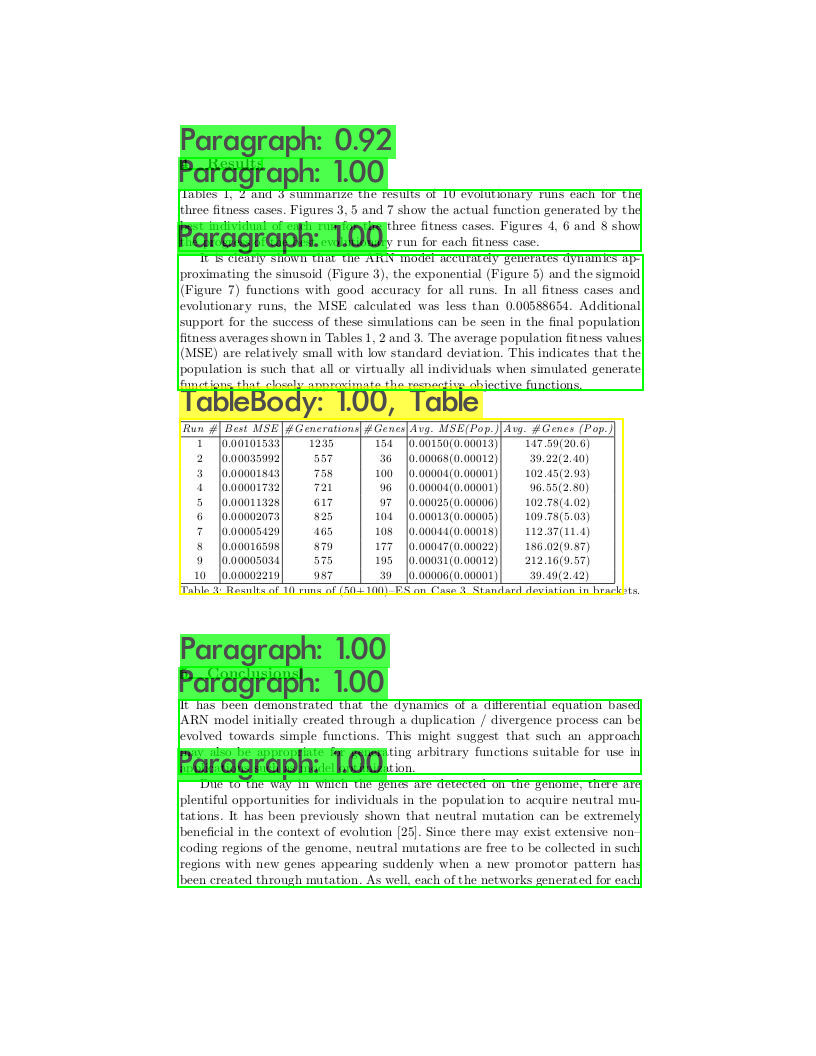 Paragraph: 0.92
Results
Paragraph: 1.00
Tables 1, 2 and 3 summarize the results of 10 evolutionary runs each for the
three fitness cases. Figures 3, 5 and 7 show the actual function generated by the
best individual of each run for the three fitness cases. Figures 4, 6 and 8 show
Paragraph: 1.00
the progress of the best evolutionary run for each fitness case.
It is clearly shown that the ARN model accurately generates dynamics ap-
proximating the sinusoid (Figure 3), the exponential (Figure 5) and the sigmoid
(Figure 7) functions with good accuracy for all runs. In all fitness cases and
evolutionary runs, the MSE calculated was less than 0.00588654. Additional
support for the success of these simulations can be seen in the final population
fitness averages shown in Tables 1, 2 and 3. The average population fitness values
(MSE) are relatively small with low standard deviation. This indicates that the
population is such that all or virtually all individuals when simulated generate
functions that closely approximate the respective objective functions.
TableBody: 1.00, Table
Run # Best MSE #Generations #Genes Avg. MSE(Pop.) Avg. #Genes (Pop.)
1 0.00101533 1235 154 0.00150(0.00013) 147.59(20.6)
2 0.00035992 557 36 0.00068(0.00012) 39.22(2.40)
3 0.00001843 758 100 0.00004(0.00001) 102.45(2.93)
4 0.00001732 721 96 0.00004(0.00001) 96.55(2.80)
5 0.00011328 617 97 0.00025(0.00006) 102.78(4.02)
6 0.00002073 825 104 0.00013(0.00005) 109.78(5.03)
7 0.00005429 465 108 0.00044(0.00018) 112.37(11.4)
8 0.00016598 879 177 0.00047(0.00022) 186.02(9.87)
9 0.00005034 575 195 0.00031(0.00012) 212.16(9.57)
10 0.00002219 987 39 0.00006(0.00001) 39.49(2.42)
Table 3: Results of 10 runs of (50+100)–ES on Case 3. Standard deviation in brackets.
Paragraph: 1.00
Conclusions
Paragraph: 1.00
It has been demonstrated that the dynamics of a differential equation based
ARN model initially created through a duplication / divergence process can be
evolved towards simple functions. This might suggest that such an approach
may also be appropriate for generating arbitrary functions suitable for use in
Paragraph: 1.00
applications such as model optimization.
Due to the way in which the genes are detected on the genome, there are
plentiful opportunities for individuals in the population to acquire neutral mu-
tations. It has been previously shown that neutral mutation can be extremely
beneficial in the context of evolution [25]. Since there may exist extensive non–
coding regions of the genome, neutral mutations are free to be collected in such
regions with new genes appearing suddenly when a new promotor pattern has
been created through mutation. As well, each of the networks generated for each